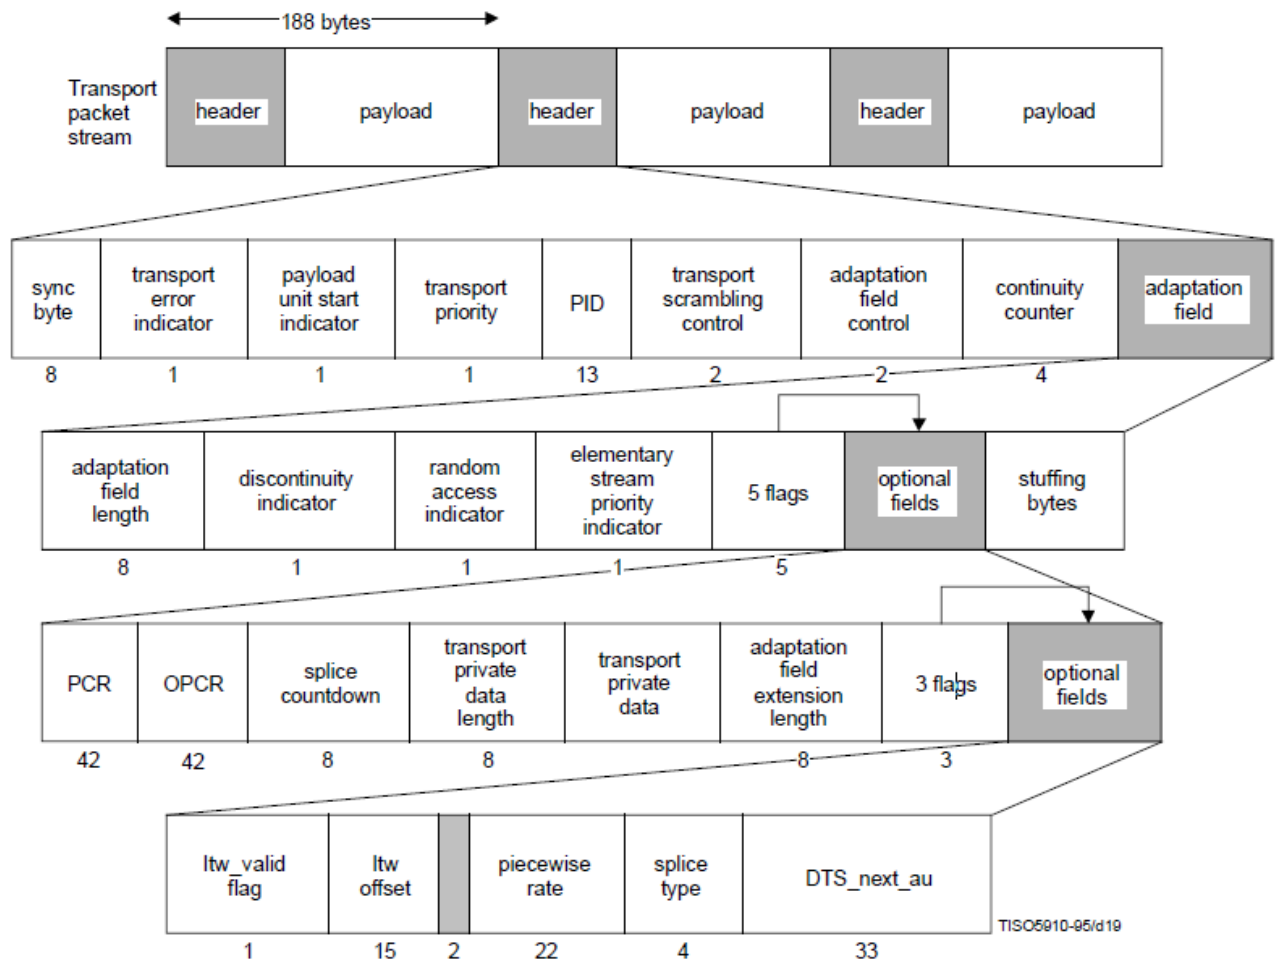 188 bytes
Transport
packet
stream
header
payload
header
payload
header
payload
sync
byte
transport
error
indicator
payload
unit start
indicator
transport
priority
PID
transport
scrambling
control
adaptation
field
control
continuity
counter
adaptation
field
8
1
1
1
13
2
2
4
adaptation
field
length
discontinuity
indicator
random
access
indicator
elementary
stream
priority
indicator
5 flags
optional
fields
stuffing
bytes
8
1
1
1
5
PCR
OPCR
splice
countdown
transport
private
data
length
transport
private
data
adaptation
field
extension
length
3 flags
optional
fields
42
42
8
8
8
3
ltw_valid
flag
ltw
offset
piecewise
rate
splice
type
DTS_next_au
TISO5910-95/d19
1
15
2
22
4
33